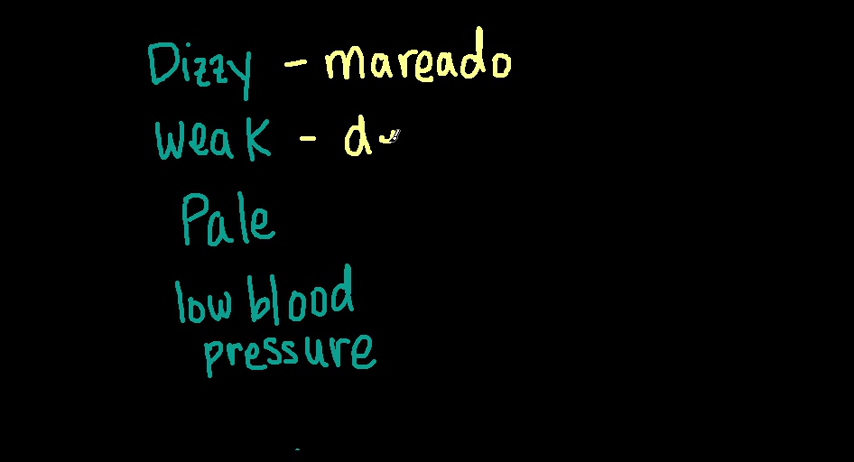 Dizzy - mareado
Weak - d
Pale
low blood
pressure